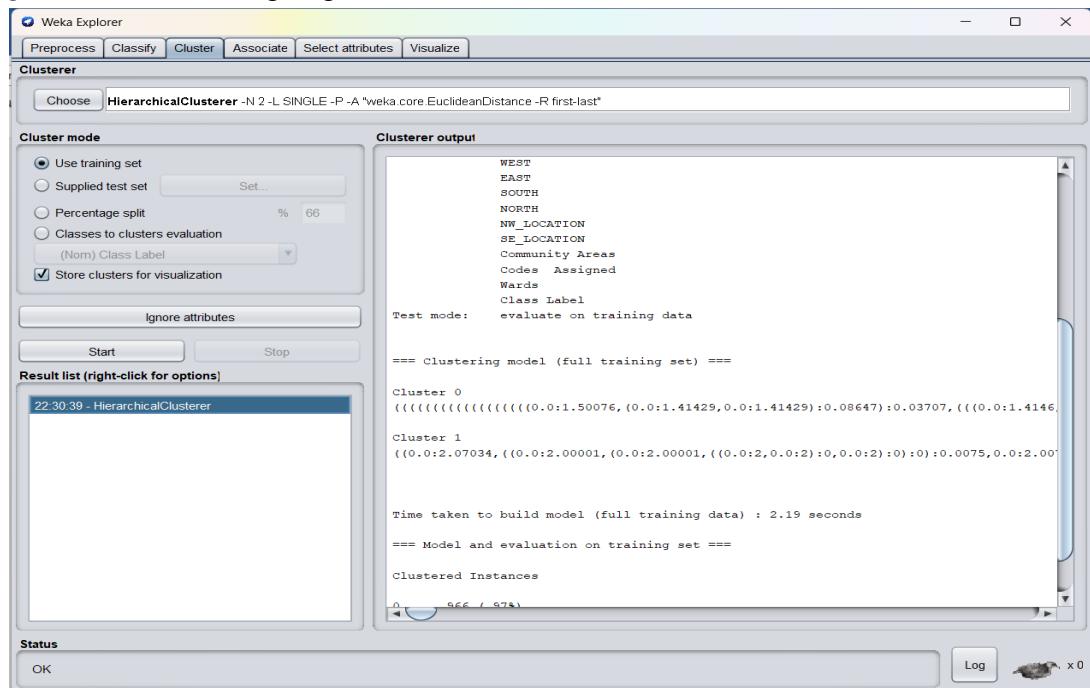 Weka Explorer
Preprocess Classify Cluster Associate Select attributes Visualize
Clusterer
Choose HierarchicalClusterer -N 2 -L SINGLE -P -A "weka.core.EuclideanDistance -R first-last"
Cluster mode
Use training set
Supplied test set Set...
Percentage split % 66
Classes to clusters evaluation
(Nom) Class Label
Store clusters for visualization
Ignore attributes
Start Stop
Result list (right-click for options)
22:30:39 - HierarchicalClusterer
Clusterer output
WEST
EAST
SOUTH
NORTH
NW_LOCATION
SE_LOCATION
Community Areas
Codes  Assigned
Wards
Class Label
Test mode:    evaluate on training data
=== Clustering model (full training set) ===
Cluster 0
((((((((((((((((((0.0:1.50076,(0.0:1.41429,0.0:1.41429):0.08647):0.03707,(((0.0:1.4146,
Cluster 1
((0.0:2.07034,((0.0:2.00001,(0.0:2.00001,((0.0:2,0.0:2):0,0.0:2):0):0):0.0075,0.0:2.00
Time taken to build model (full training data) : 2.19 seconds
=== Model and evaluation on training set ===
Clustered Instances
0 966 ( 97%)
Status
OK
Log x 0